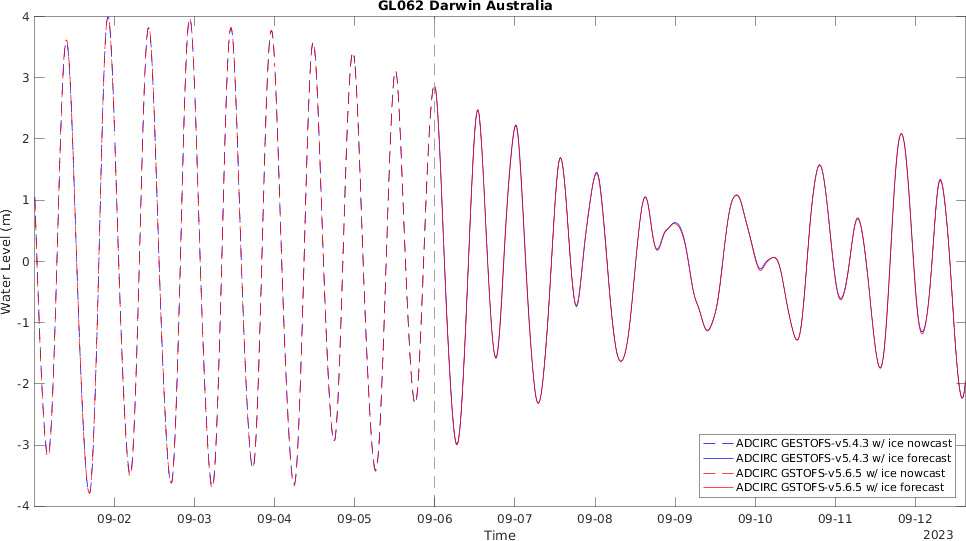 GL062 Darwin Australia
4
3
2
1
0
-1
-2
-3
-4
Water Level (m)
09-02 09-03 09-04 09-05 09-06 09-07 09-08 09-09 09-10 09-11 09-12
Time
2023
ADCIRC GESTOFS-v5.4.3 w/ ice nowcast
ADCIRC GESTOFS-v5.4.3 w/ ice forecast
ADCIRC GSTOFS-v5.6.5 w/ ice nowcast
ADCIRC GSTOFS-v5.6.5 w/ ice forecast